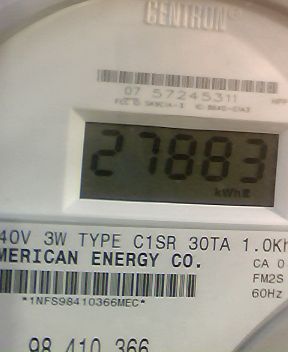 CENTRON®
07 57245311
27883
kWh
40V 3W TYPE C1SR 30TA 1.0Kh
MERICAN ENERGY CO.
CA 0
FM2S
*1NFS98410366MEC*
60Hz
98 410 366